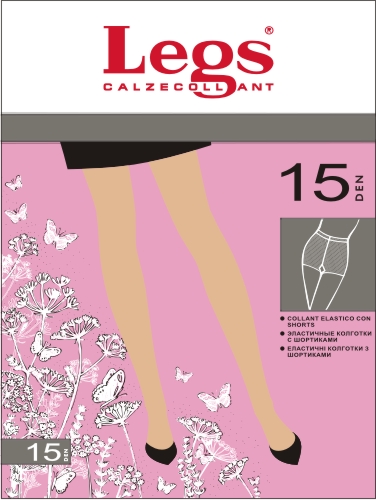 Legs®
CALZECOLLANT
15 DEN
● COLLANT ELASTICO CON
SHORTS
● ЭЛАСТИЧНЫЕ КОЛГОТКИ
С ШОРТИКАМИ
● ЕЛАСТИЧНІ КОЛГОТКИ З
ШОРТИКАМИ
15 DEN